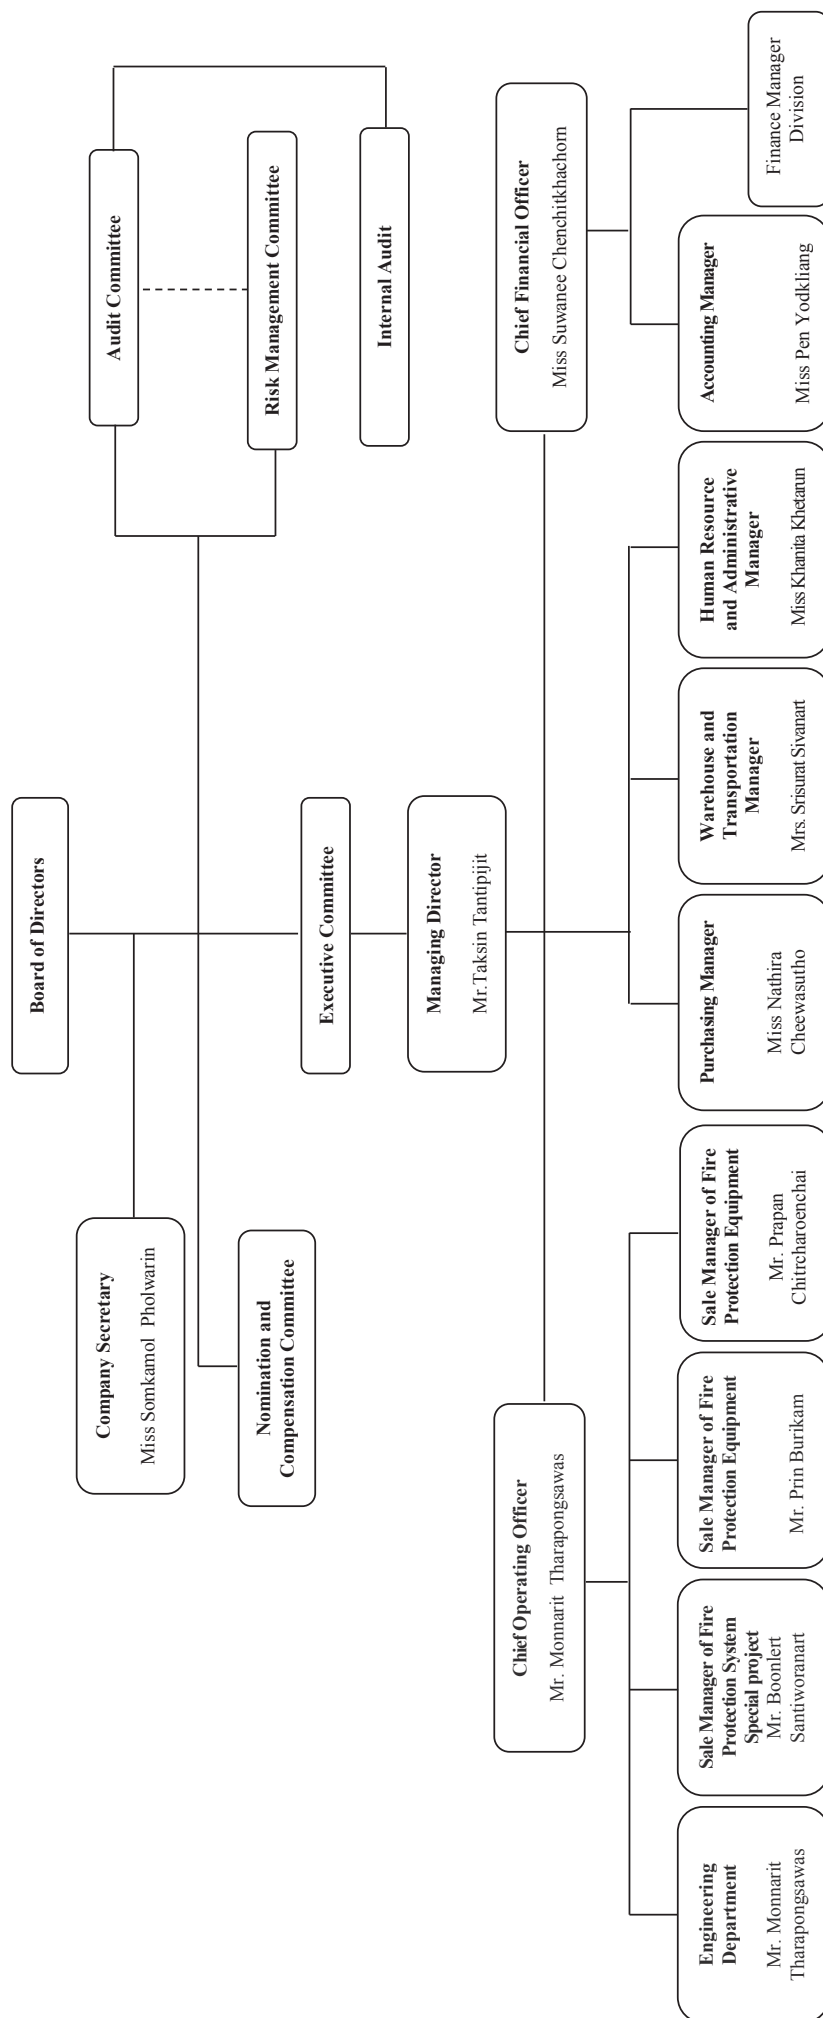 Board of Directors
Company Secretary
Miss Somkamol Pholwarin
Audit Committee
Nomination and
Compensation Committee
Risk Management Committee
Executive Committee
Internal Audit
Managing Director
Mr.Taksin Tantipijit
Chief Operating Officer
Mr. Monnarit Tharapongsawas
Chief Financial Officer
Miss Suwanee Chenchitkhachorn
Engineering
Department
Mr. Monnarit
Tharapongsawas
Sale Manager of Fire
Protection System
Special project
Mr. Boonlert
Santiworanart
Sale Manager of Fire
Protection Equipment
Mr. Prin Burikam
Sale Manager of Fire
Protection Equipment
Mr. Prapan
Chitrcharoenchai
Purchasing Manager
Miss Nathira
Cheewasutho
Warehouse and
Transportation
Manager
Mrs. Srisurat Sivanart
Human Resource
and Administrative
Manager
Miss Khanita Khetarun
Accounting Manager
Miss Pen Yodkliang
Finance Manager
Division